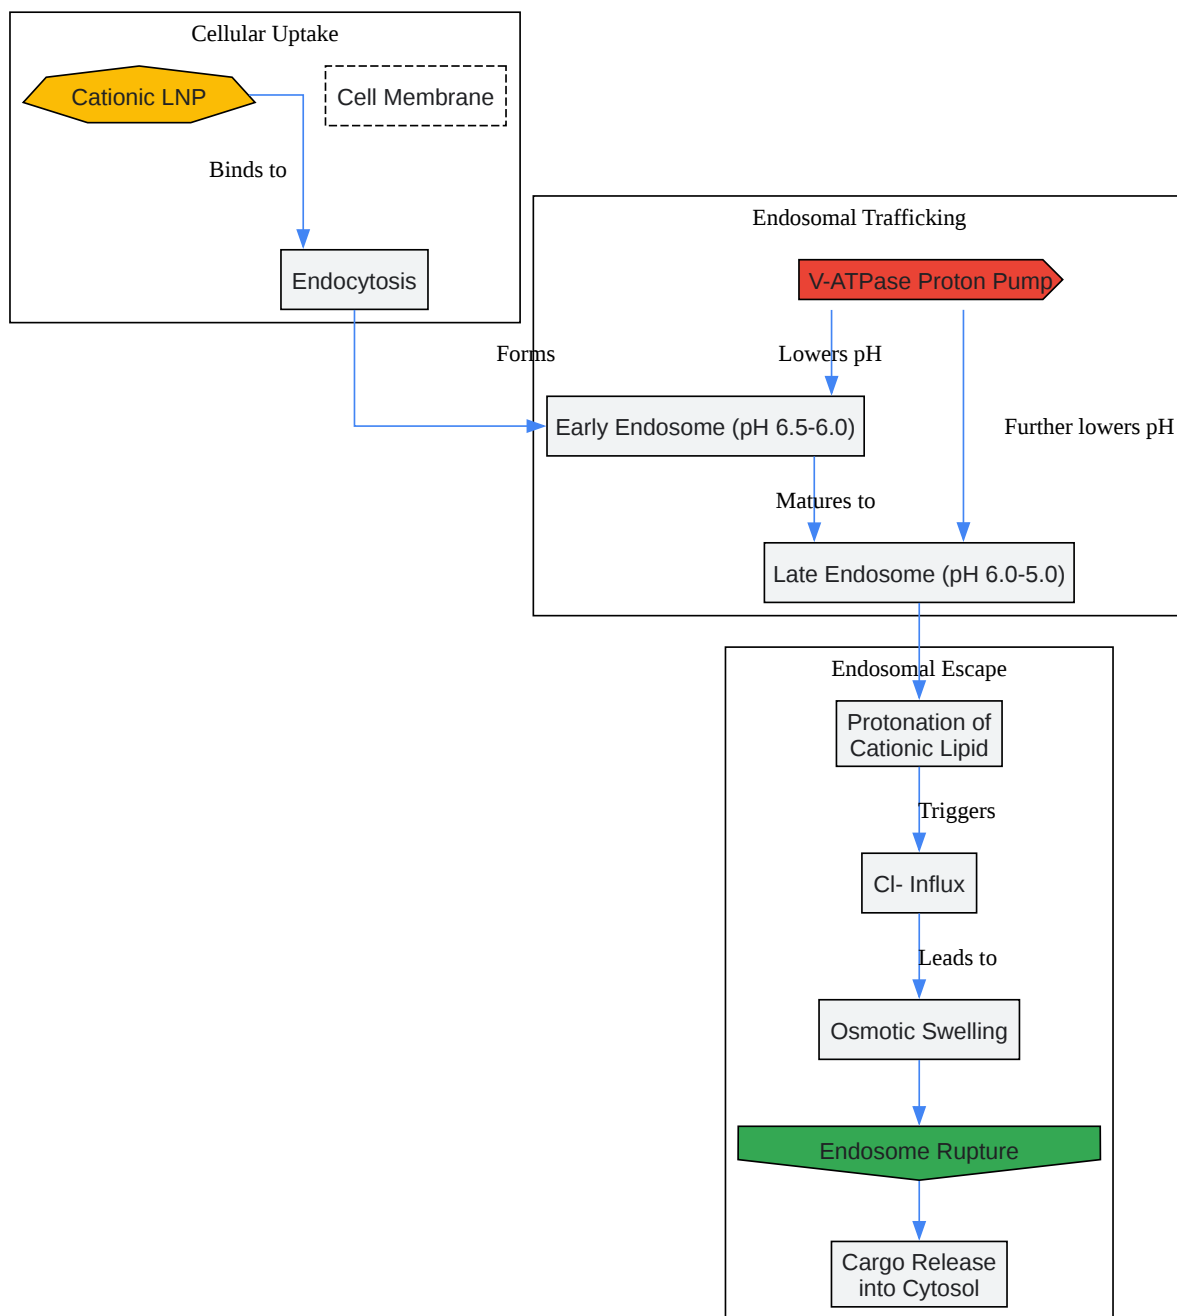 Cellular Uptake
Cationic LNP
Cell Membrane
Binds to
Endocytosis
Endosomal Trafficking
V-ATPase Proton Pump
Forms
Lowers pH
Early Endosome (pH 6.5-6.0)
Further lowers pH
Matures to
Late Endosome (pH 6.0-5.0)
Endosomal Escape
Protonation of
Cationic Lipid
Triggers
Cl- Influx
Leads to
Osmotic Swelling
Endosome Rupture
Cargo Release
into Cytosol